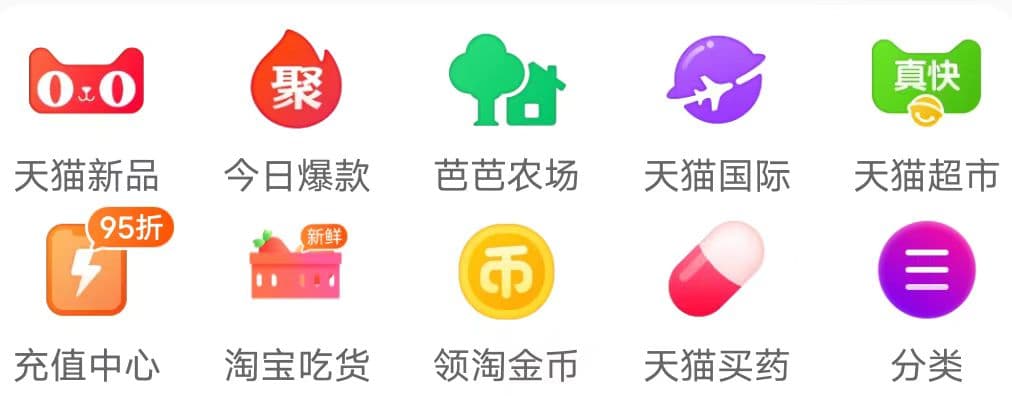 聚
真快
天猫新品 今日爆款 芭芭农场 天猫国际 天猫超市
95折
新鲜
币
充值中心 淘宝吃货 领淘金币 天猫买药 分类